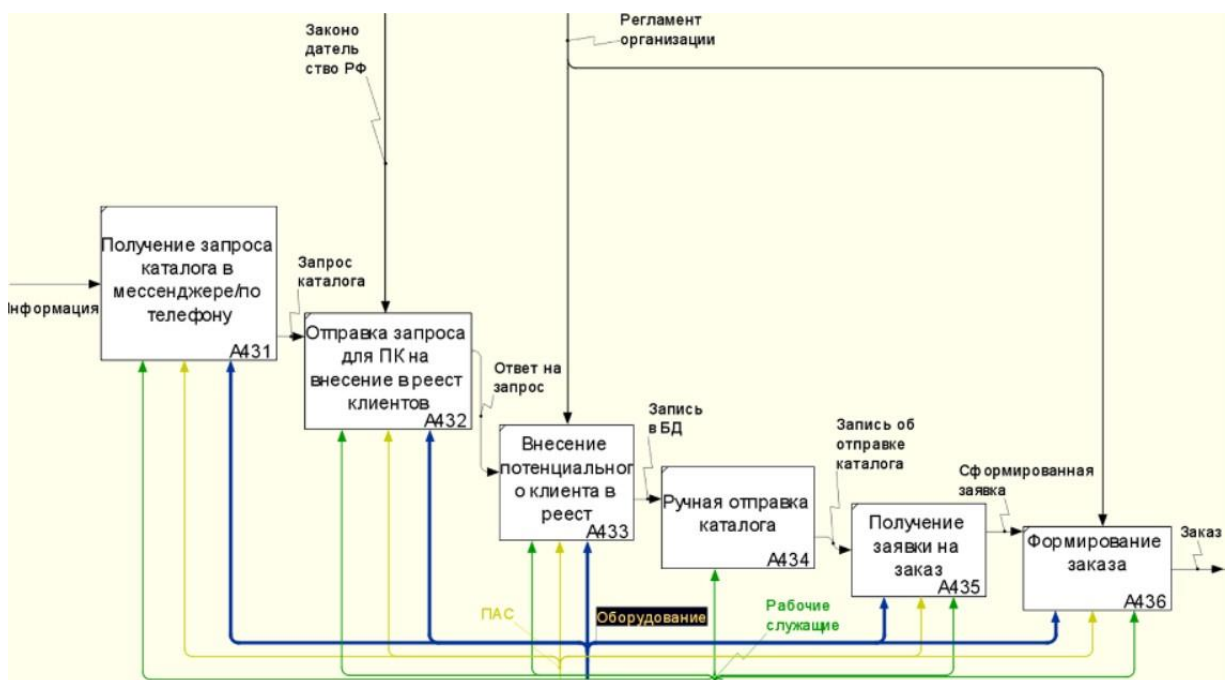 Законо
датель
ство РФ
Регламент
организации
Получение запроса
каталога в
мессенджере/по
телефону
A431
Информация
Запрос
каталога
Отправка запроса
для ПК на
внесение в реест
клиентов
A432
Ответ на
запрос
Внесение
потенциальног
о клиента в
реест
A433
Запись
в БД
Ручная отправка
каталога
A434
Запись об
отправке
каталога
Получение
заявки на
заказ
A435
Сформированная
заявка
Формирование
заказа
A436
Заказ
ПАС
Оборудование
Рабочие
служащие